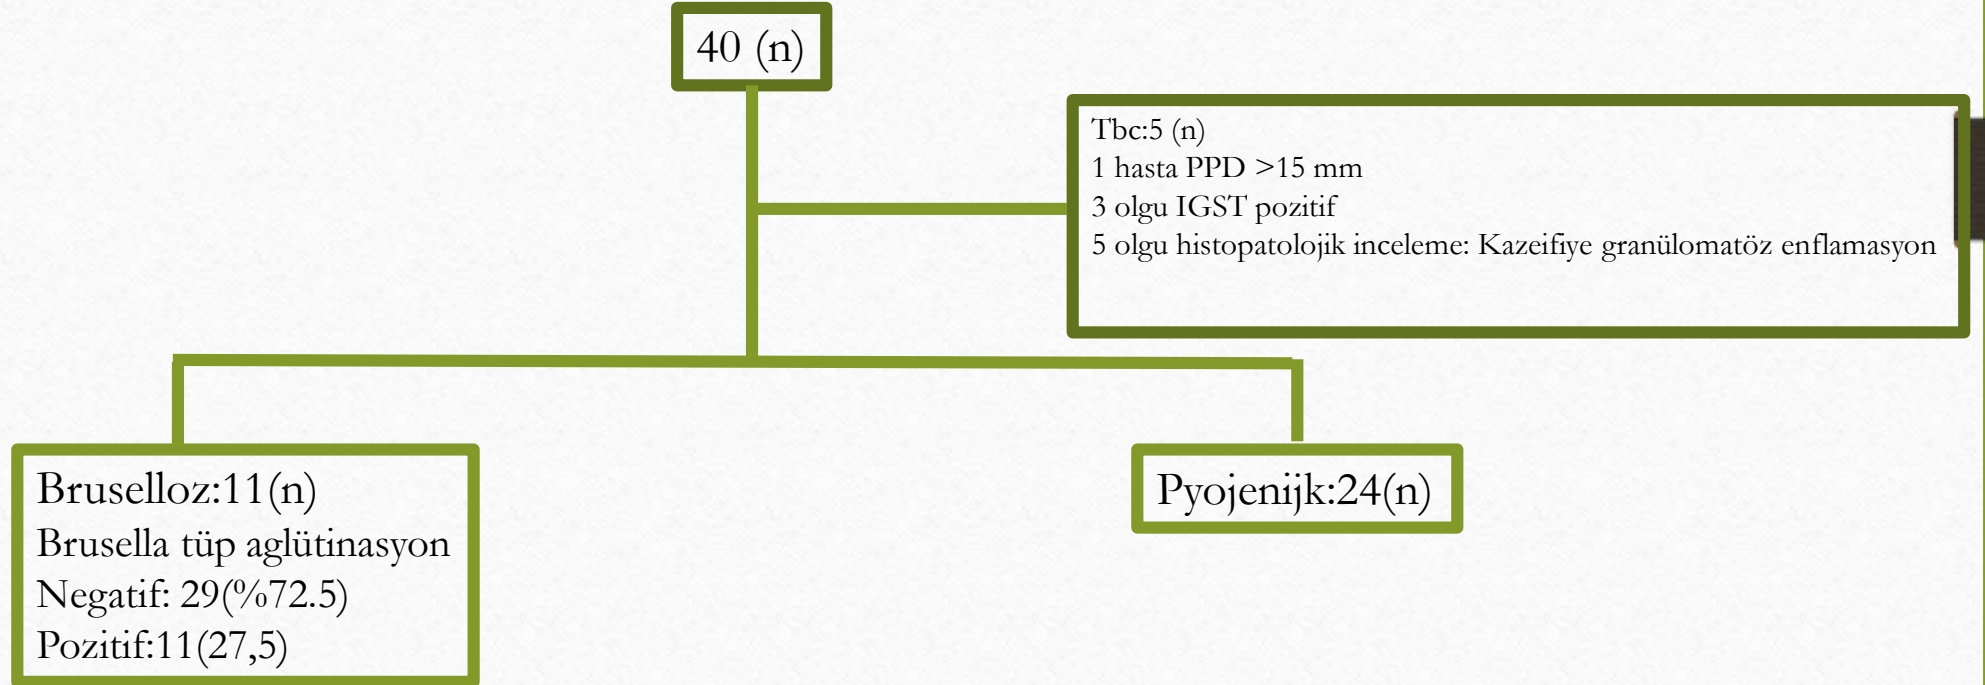 40 (n)
Tbc:5 (n)
1 hasta PPD >15 mm
3 olgu IGST pozitif
5 olgu histopatolojik inceleme: Kazeifiye granülomatöz enflamasyon
Bruselloz:11(n)
Brusella tüp aglütinasyon
Negatif: 29(%72.5)
Pozitif:11(27,5)
Pyojenijk:24(n)